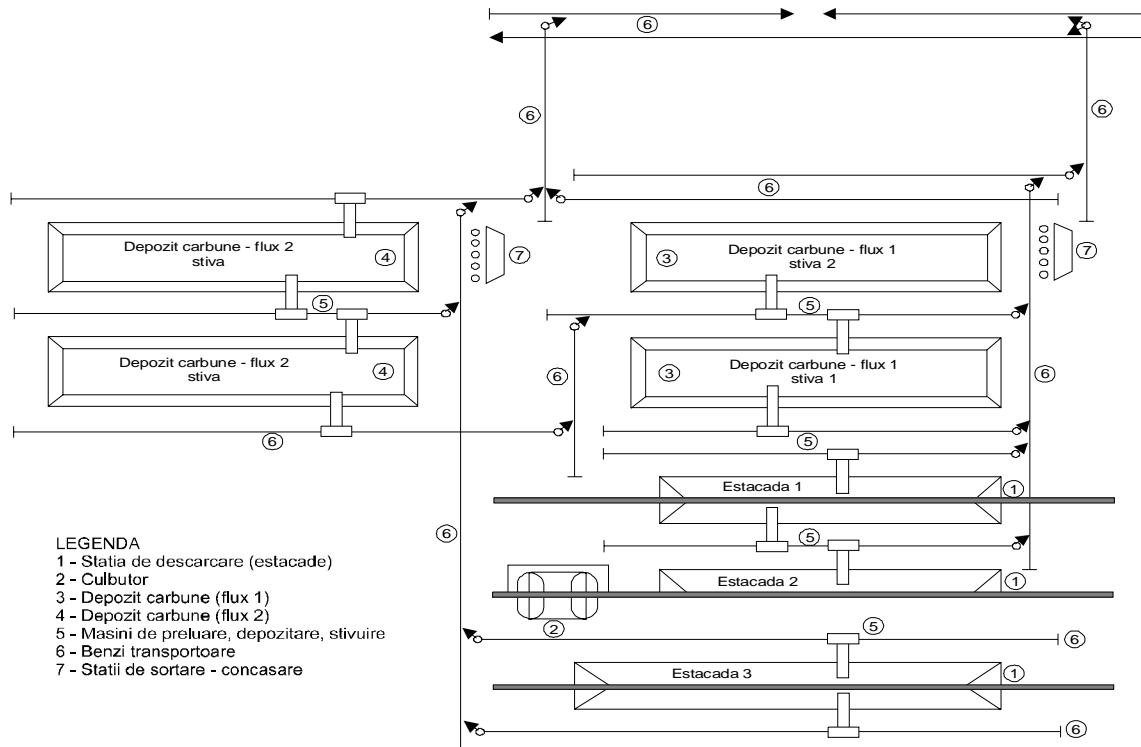 6
6
6
6
Depozit carbune - flux 2
stiva
4
7
Depozit carbune - flux 1
stiva 2
3
7
5
5
Depozit carbune - flux 2
stiva
4
6
Depozit carbune - flux 1
stiva 1
3
6
6
5
Estacada 1
1
6
5
Estacada 2
1
2
5
6
Estacada 3
1
6
LEGENDA
1 - Statia de descarcare (estacade)
2 - Culbutor
3 - Depozit carbune (flux 1)
4 - Depozit carbune (flux 2)
5 - Masini de preluare, depozitare, stivuire
6 - Benzi transportoare
7 - Statii de sortare - concasare